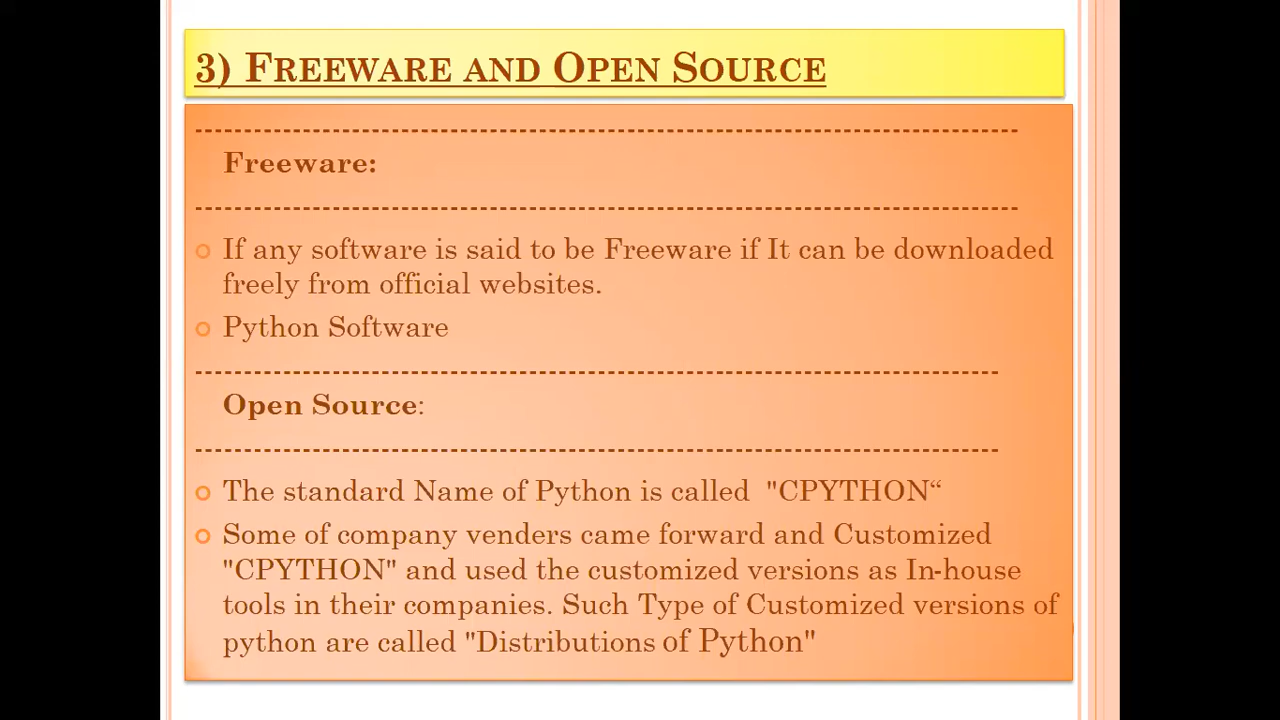 3) FREEWARE AND OPEN SOURCE
--------------------------------------------------------------------------------
Freeware:
--------------------------------------------------------------------------------
If any software is said to be Freeware if It can be downloaded
freely from official websites.
Python Software
------------------------------------------------------------------------------
Open Source:
------------------------------------------------------------------------------
The standard Name of Python is called "CPYTHON“
Some of company venders came forward and Customized
"CPYTHON" and used the customized versions as In-house
tools in their companies. Such Type of Customized versions of
python are called "Distributions of Python"